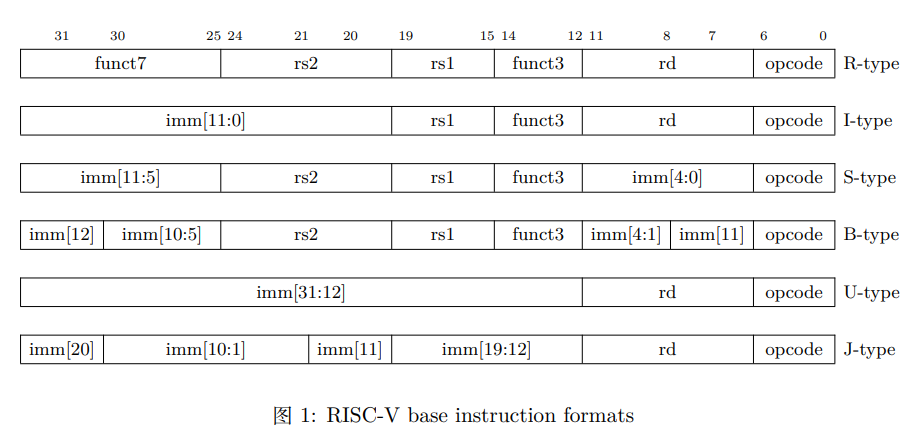 31 30 25 24 21 20 19 15 14 12 11 8 7 6 0
funct7 rs2 rs1 funct3 rd opcode R-type
imm[11:0] rs1 funct3 rd opcode I-type
imm[11:5] rs2 rs1 funct3 imm[4:0] opcode S-type
imm[12] imm[10:5] rs2 rs1 funct3 imm[4:1] imm[11] opcode B-type
imm[31:12] rd opcode U-type
imm[20] imm[10:1] imm[11] imm[19:12] rd opcode J-type
图 1: RISC-V base instruction formats